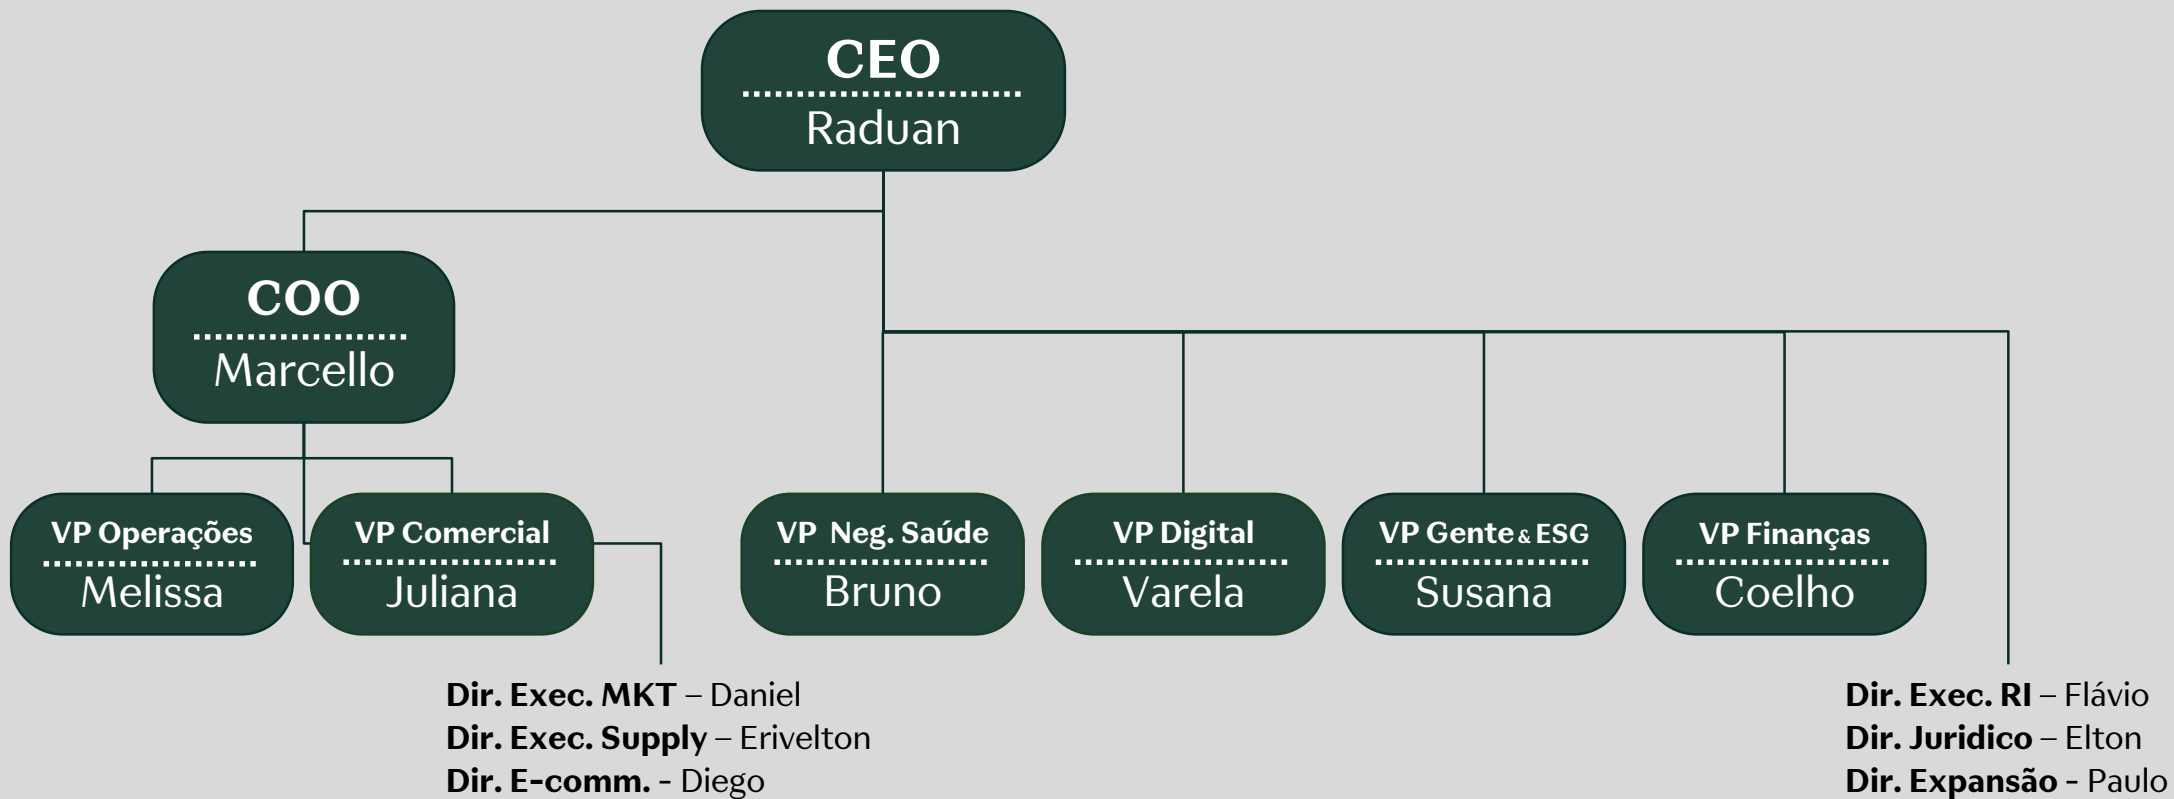 CEO
Raduan
COO
Marcello
VP Operações
Melissa
VP Comercial
Juliana
VP Neg. Saúde
Bruno
VP Digital
Varela
VP Gente & ESG
Susana
VP Finanças
Coelho
Dir. Exec. MKT – Daniel
Dir. Exec. Supply – Erivelton
Dir. E-comm. - Diego
Dir. Exec. RI – Flávio
Dir. Juridico – Elton
Dir. Expansão - Paulo